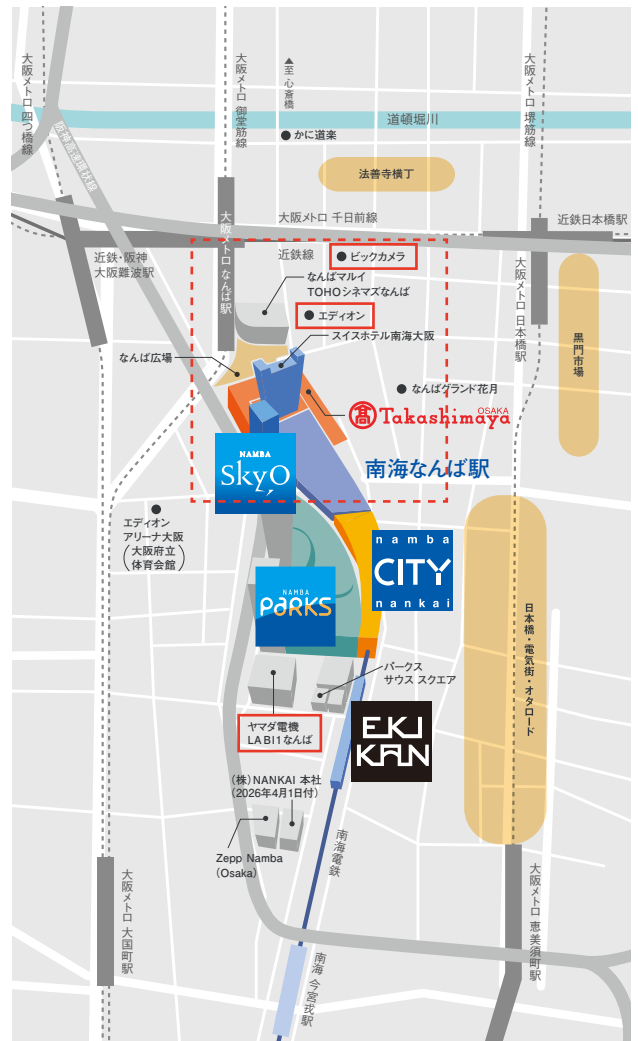 大阪メトロ 四つ橋線
阪神高速環状線
大阪メトロ 御堂筋線
▲至 心斎橋
大阪メトロ 堺筋線
道頓堀川
かに道楽
法善寺横丁
大阪メトロ 千日前線
近鉄日本橋駅
近鉄・阪神
大阪難波駅
大阪メトロ なんば駅
近鉄線
ビックカメラ
なんばマルイ
TOHOシネマズなんば
エディオン
スイスホテル南海大阪
大阪メトロ 日本橋駅
黒門市場
なんば広場
なんばグランド花月
髙 Takashimaya
OSAKA
NAMBA
SkyO
南海なんば駅
エディオン
アリーナ大阪
(大阪府立
体育会館)
namba
CITY
nankai
NAMBA
PARKS
日本橋・電気街・オタロード
パークス
サウス スクエア
ヤマダ電機
LABI1なんば
EKI
KAN
(株)NANKAI 本社
(2026年4月1日付)
Zepp Namba
(Osaka)
南海電鉄
大阪メトロ 大国町駅
大阪メトロ 恵美須町駅
南海 今宮戎駅